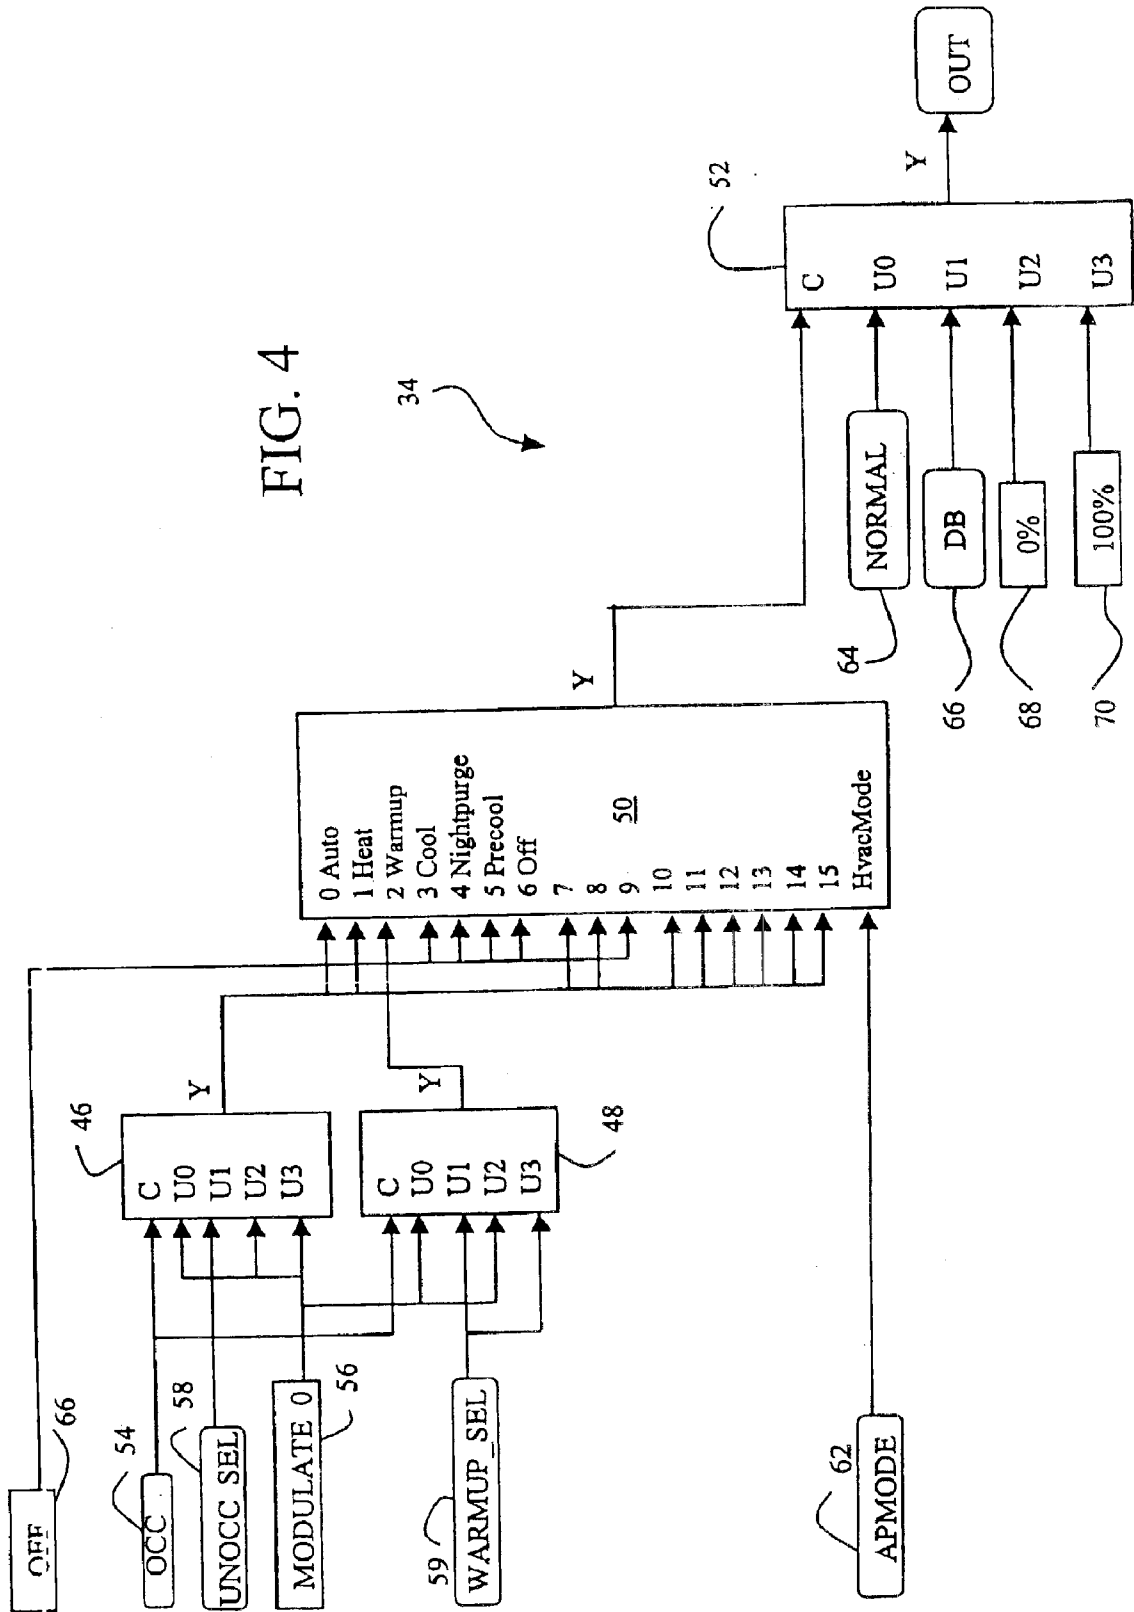 FIG. 4
34
OFF
66
OCC
54
UNOCC_SEL
58
MODULATE 0
56
WARMUP_SEL
59
APMODE
62
46
C
U0
U1
U2
U3
Y
48
C
U0
U1
U2
U3
Y
0 Auto
1 Heat
2 Warmup
3 Cool
4 Nightpurge
5 Precool
6 Off
7
8
9
10
11
12
13
14
15
HvacMode
50
Y
NORMAL
64
DB
66
0%
68
100%
70
52
C
U0
U1
U2
U3
Y
OUT